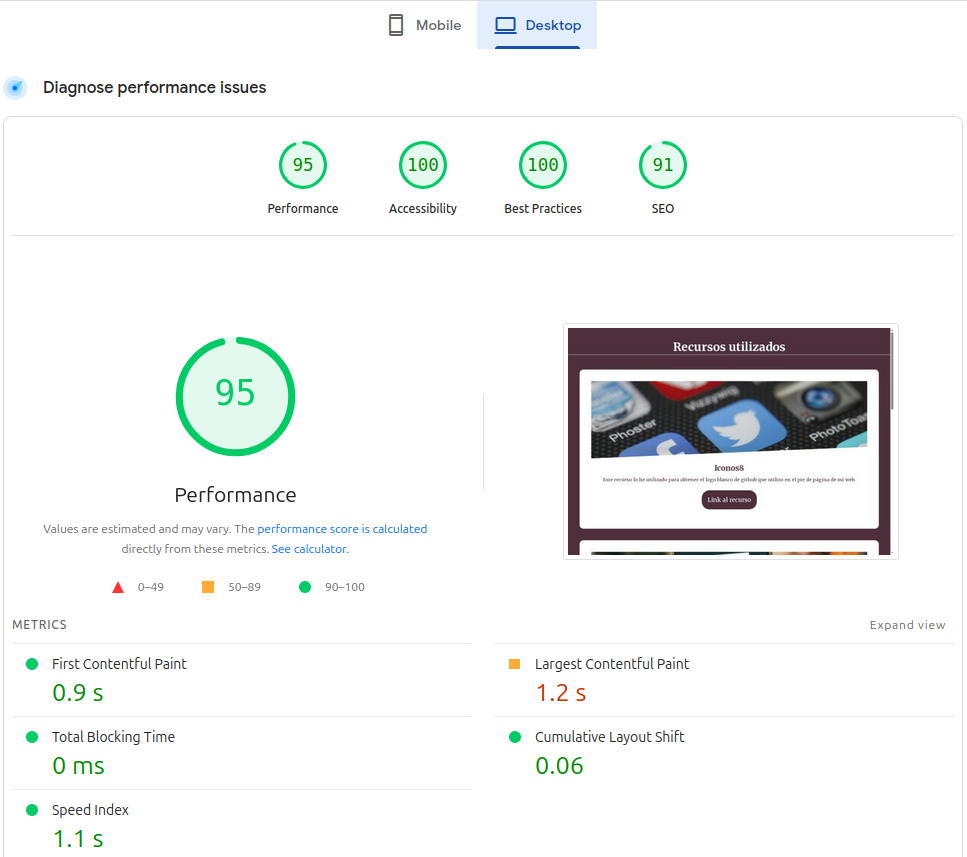 Mobile
Desktop
Diagnose performance issues
95
100
100
91
Performance
Accessibility
Best Practices
SEO
95
Performance
Values are estimated and may vary. The performance score is calculated
directly from these metrics. See calculator.
0–49
50–89
90–100
Recursos utilizados
Phoster
PhotoToas
Iconos8
Este recurso lo he utilizado para obtener el logo blanco de github que utilizo en el pie de página de mi web
Link al recurso
METRICS
Expand view
First Contentful Paint
0.9 s
Largest Contentful Paint
1.2 s
Total Blocking Time
0 ms
Cumulative Layout Shift
0.06
Speed Index
1.1 s